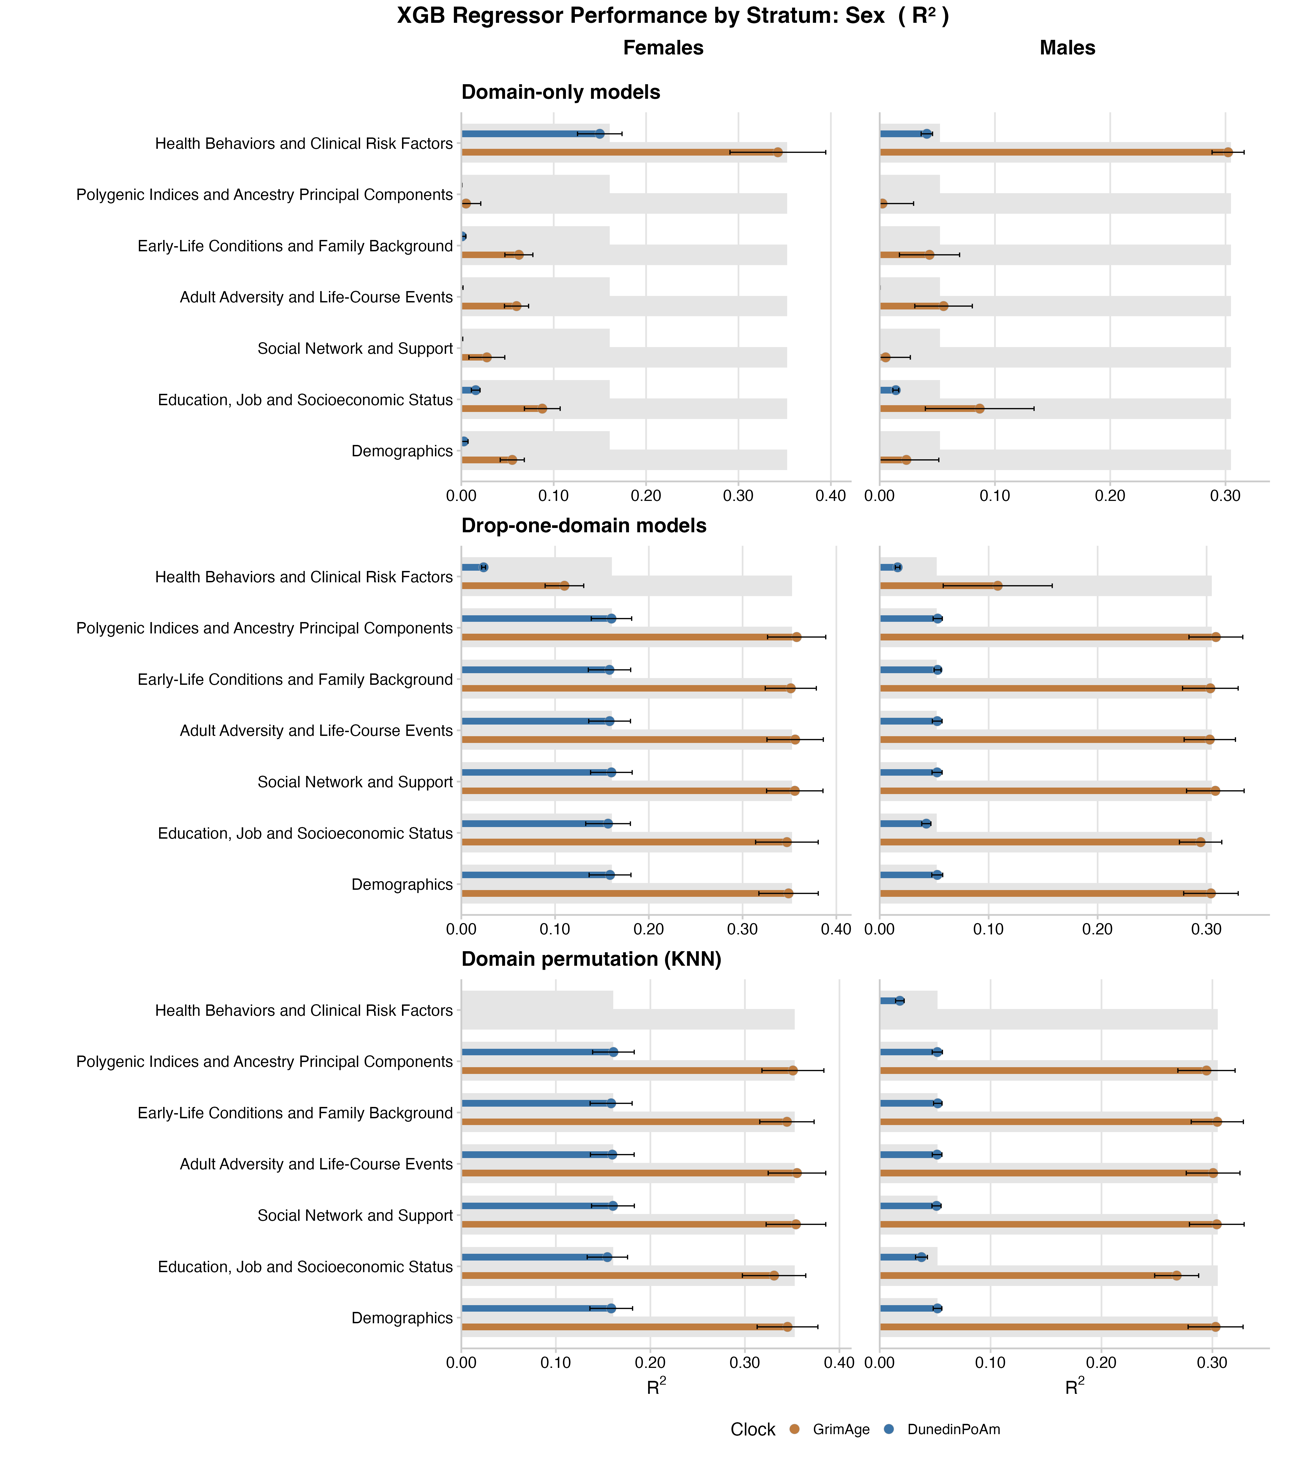 XGB Regressor Performance by Stratum: Sex ( R² )
Females
Males
Domain-only models
Health Behaviors and Clinical Risk Factors
Polygenic Indices and Ancestry Principal Components
Early-Life Conditions and Family Background
Adult Adversity and Life-Course Events
Social Network and Support
Education, Job and Socioeconomic Status
Demographics
0.00 0.10 0.20 0.30 0.40
0.00 0.10 0.20 0.30
Drop-one-domain models
Health Behaviors and Clinical Risk Factors
Polygenic Indices and Ancestry Principal Components
Early-Life Conditions and Family Background
Adult Adversity and Life-Course Events
Social Network and Support
Education, Job and Socioeconomic Status
Demographics
0.00 0.10 0.20 0.30 0.40
0.00 0.10 0.20 0.30
Domain permutation (KNN)
Health Behaviors and Clinical Risk Factors
Polygenic Indices and Ancestry Principal Components
Early-Life Conditions and Family Background
Adult Adversity and Life-Course Events
Social Network and Support
Education, Job and Socioeconomic Status
Demographics
0.00 0.10 0.20 0.30 0.40
0.00 0.10 0.20 0.30
R²
R²
Clock GrimAge DunedinPoAm